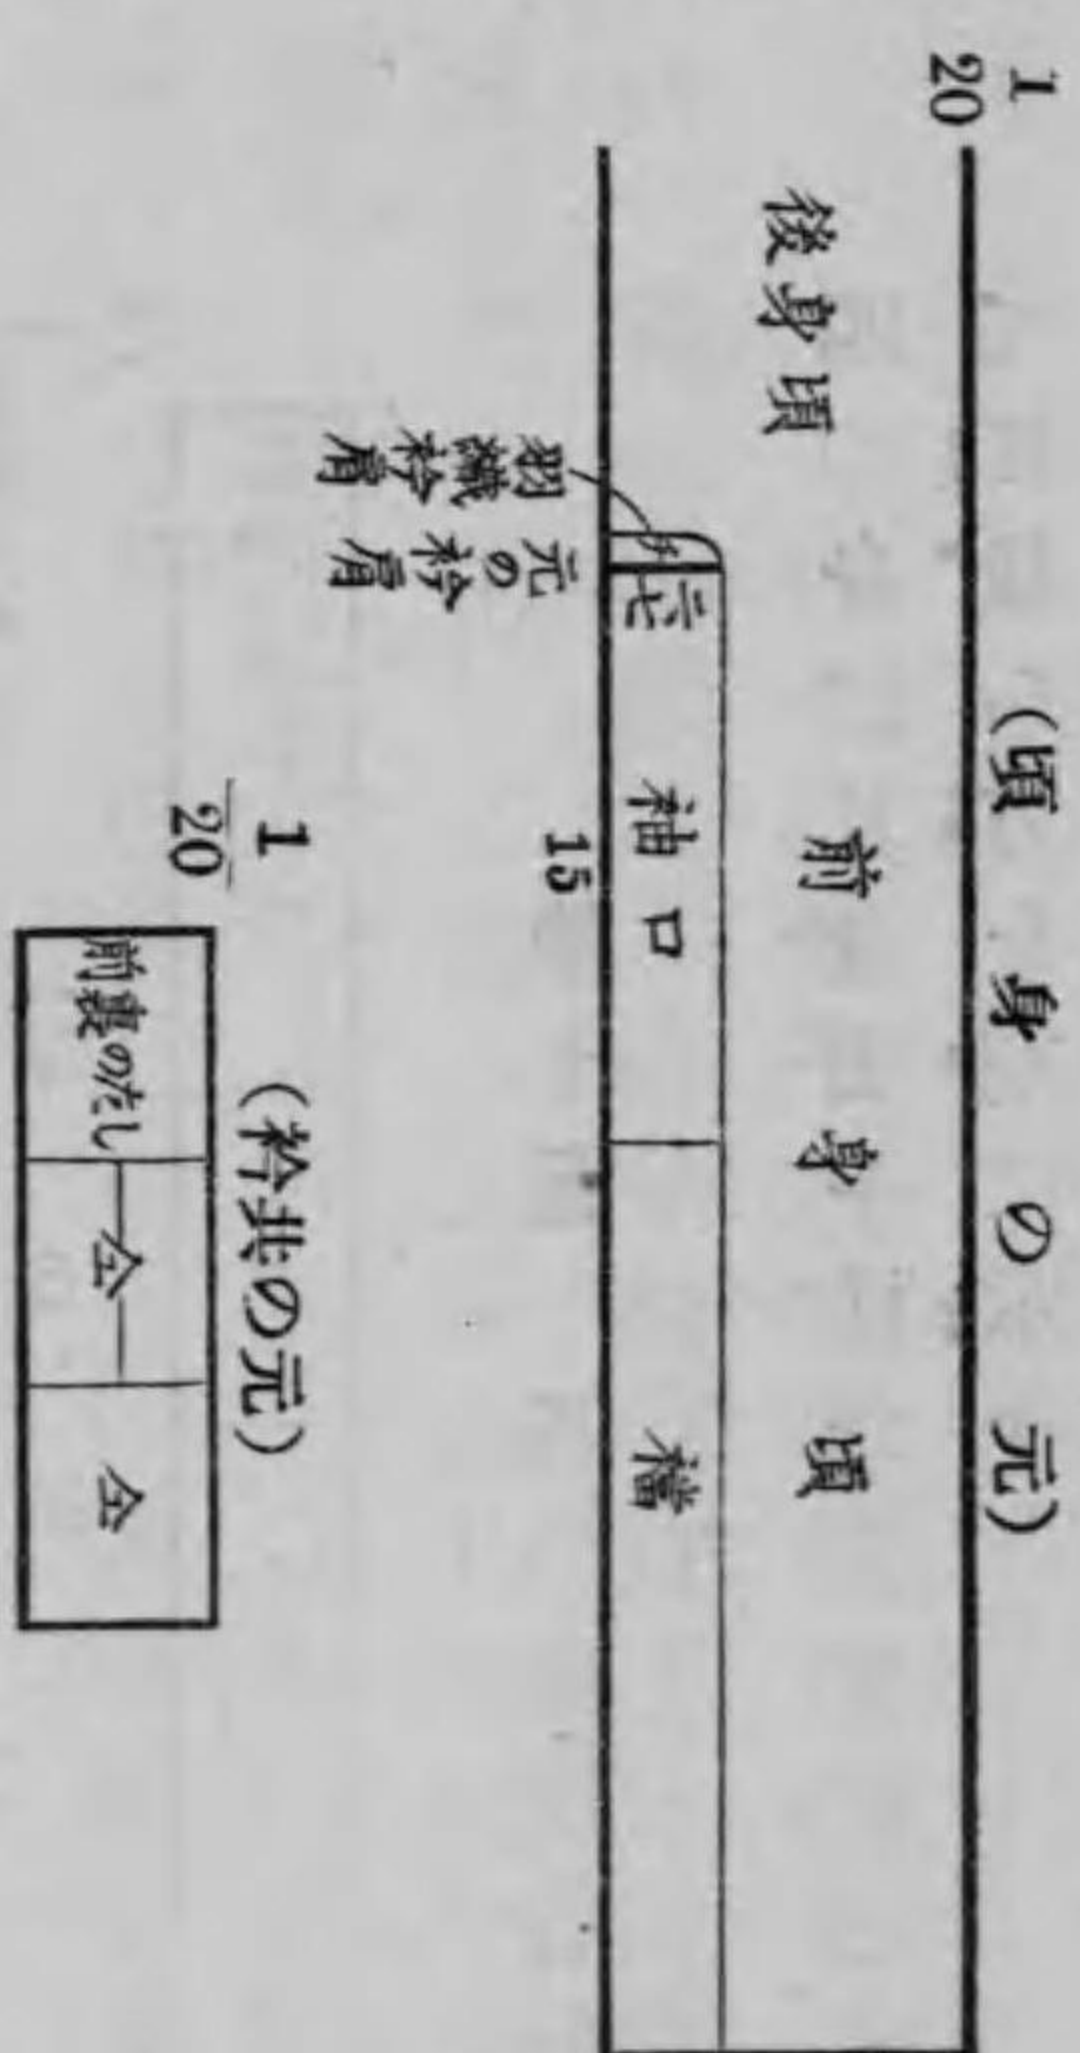 1/20
(元の身頃)
後身頃
前身頃
羽織衿肩
元の衿肩
袖口
襠
15
1/20
(元の共衿)
前裏のたし
仝
仝